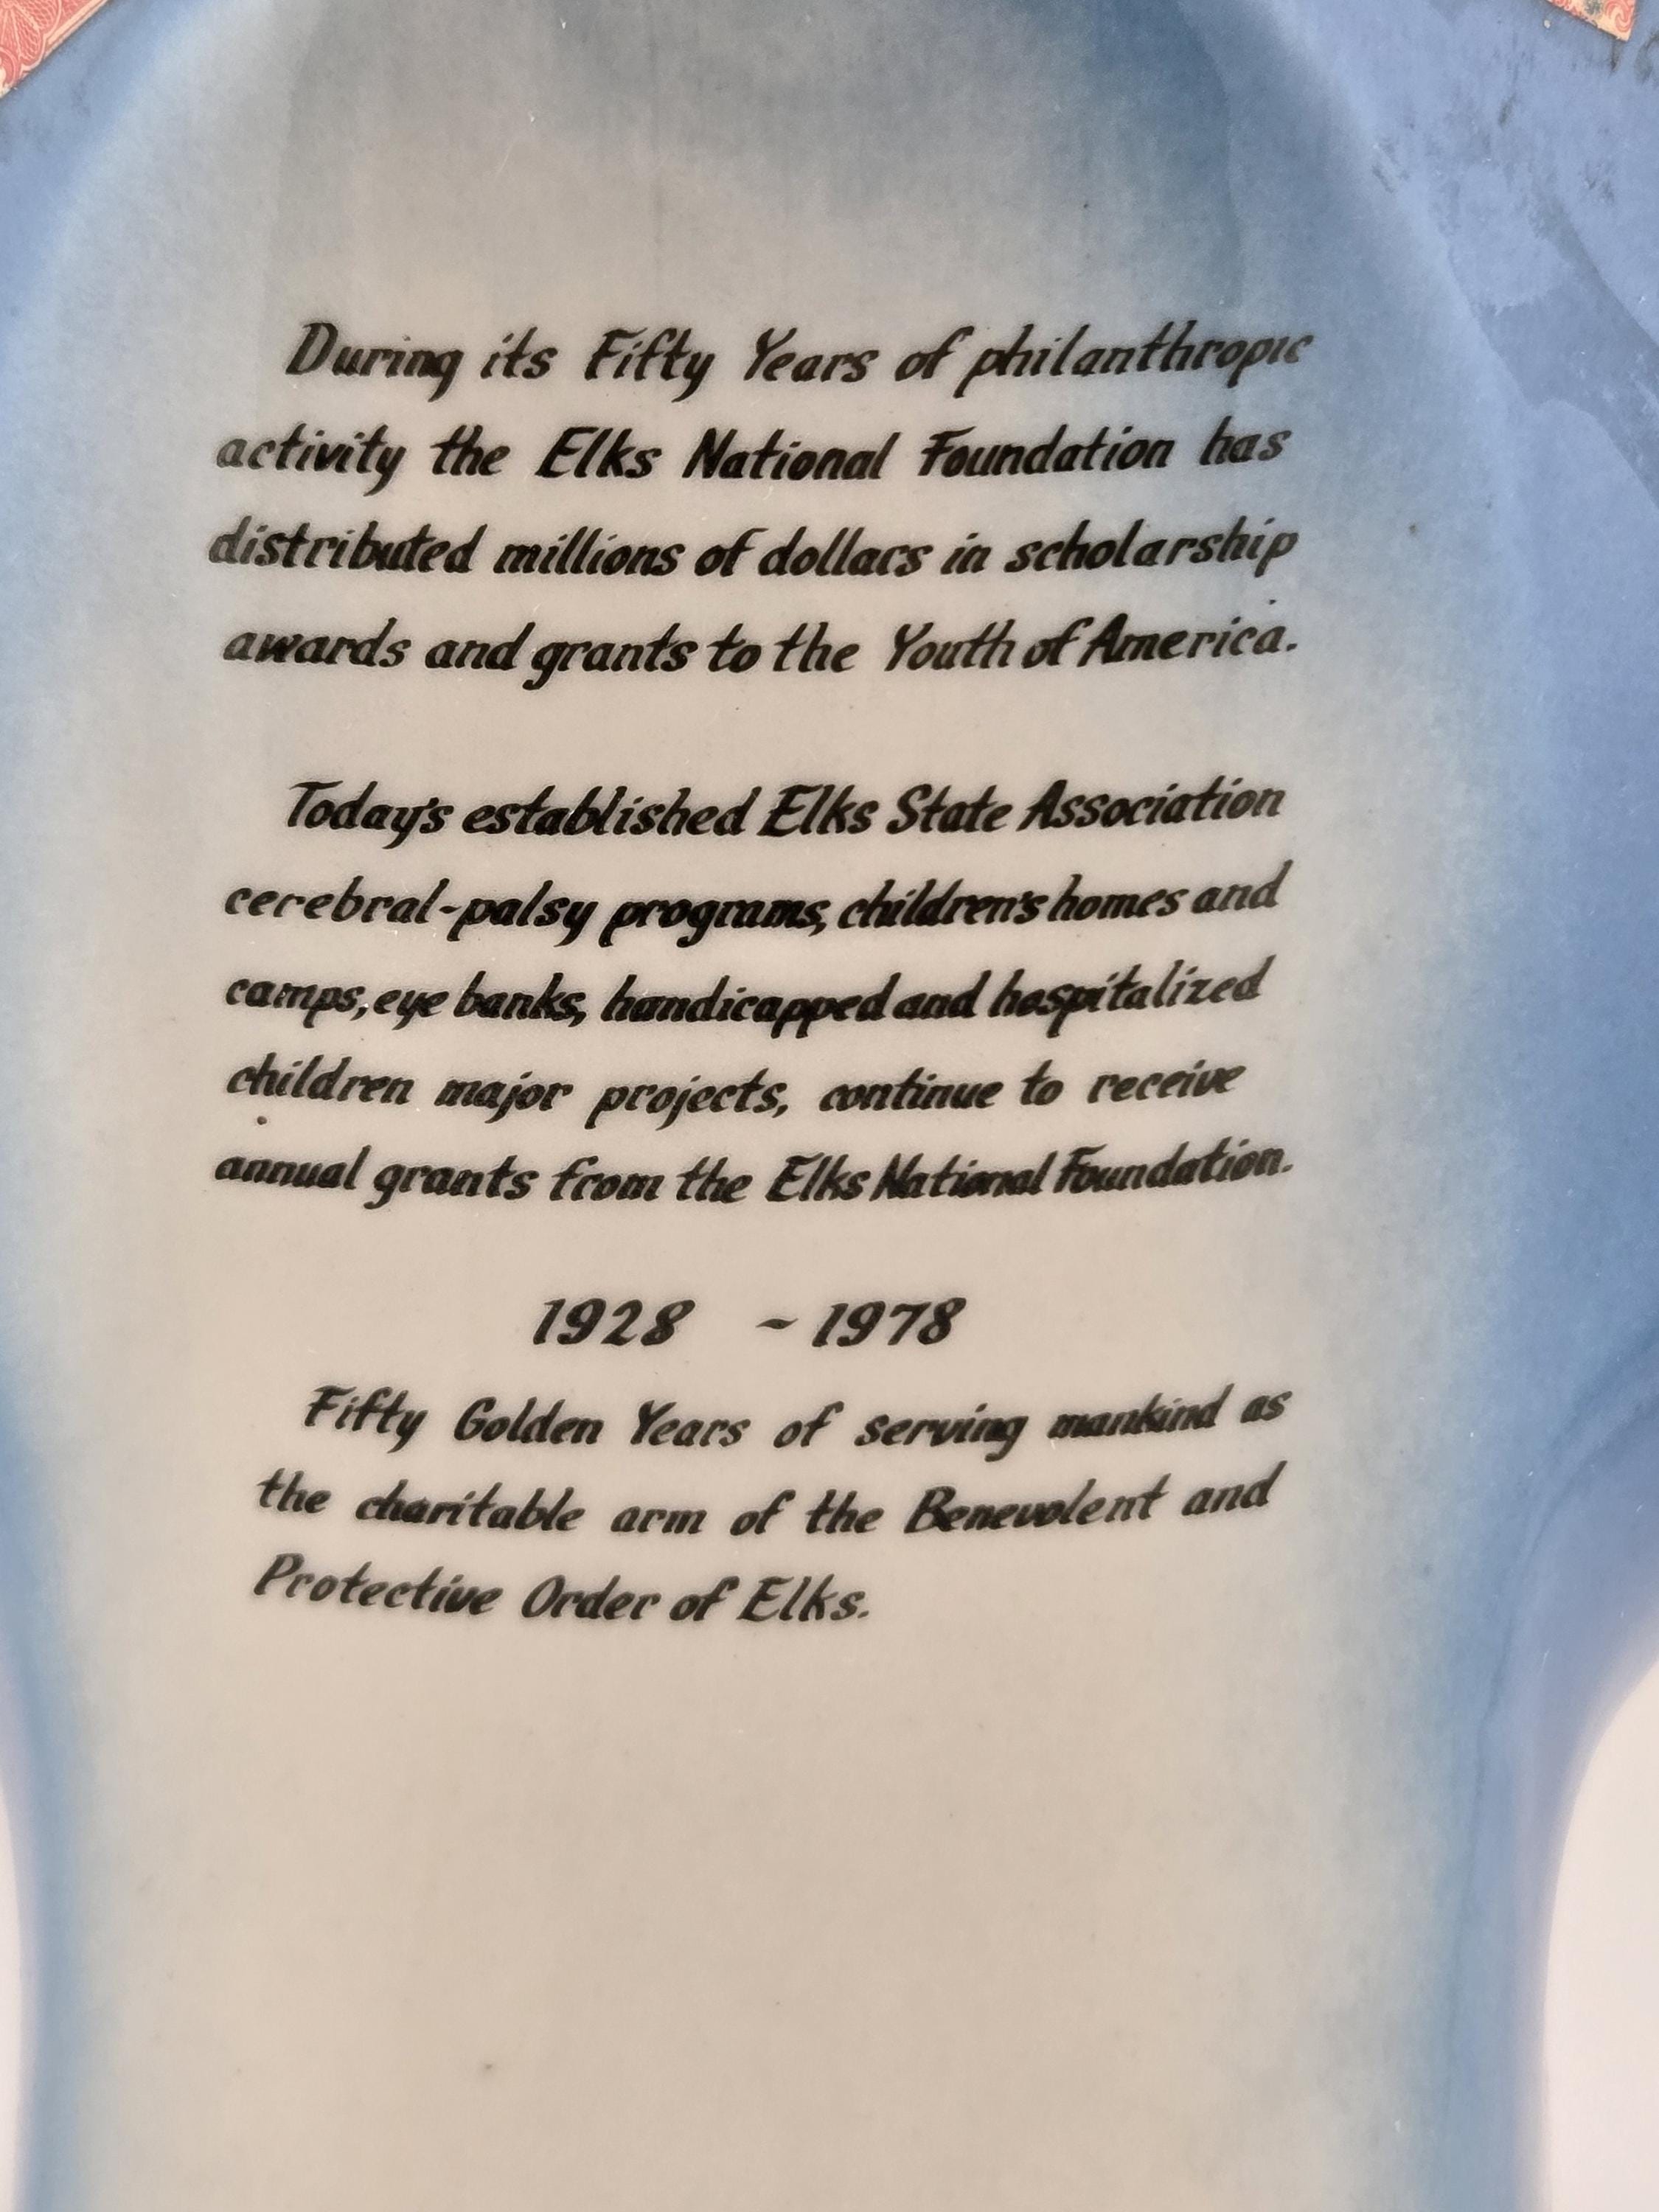 During its Fifty Years of philanthropic
activity the Elks National Foundation has
distributed millions of dollars in scholarship
awards and grants to the Youth of America.
Today's established Elks State Association
cerebral-palsy programs, children's homes and
camps, eye banks, handicapped and hospitalized
children major projects, continue to receive
annual grants from the Elks National Foundation.
1928 ~ 1978
Fifty Golden Years of serving mankind as
the charitable arm of the Benevolent and
Protective Order of Elks.